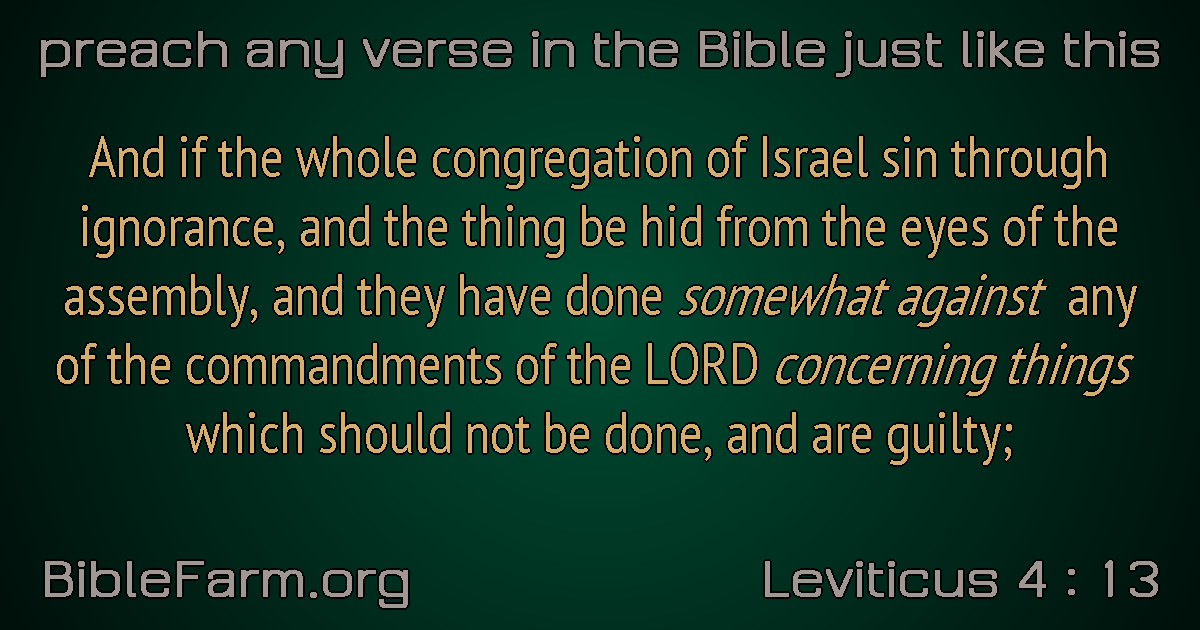 preach any verse in the Bible just like this
And if the whole congregation of Israel sin through
ignorance, and the thing be hid from the eyes of the
assembly, and they have done somewhat against any
of the commandments of the LORD concerning things
which should not be done, and are guilty;
BibleFarm.org
Leviticus 4 : 13